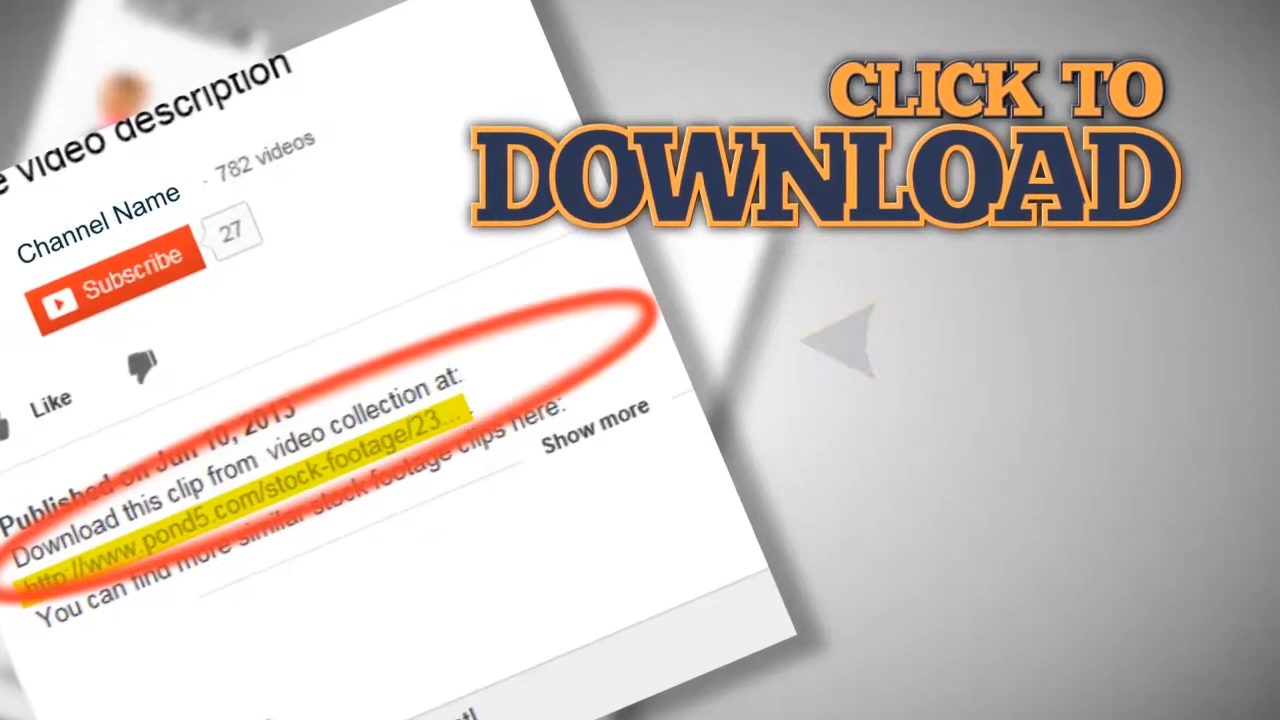 CLICK TO
DOWNLOAD
video description
Channel Name · 782 videos
Subscribe 27
Like
Published on Jun 10, 2013
Download this clip from video collection at:
http://www.pond5.com/stock-footage/23...
You can find more similar stock footage clips here:
Show more